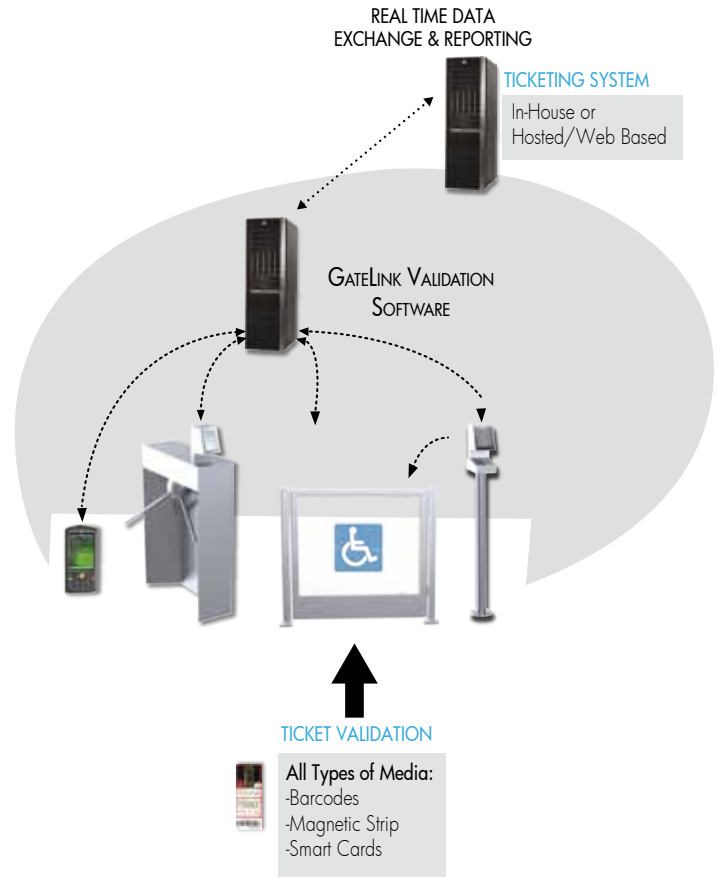 REAL TIME DATA
EXCHANGE & REPORTING
TICKETING SYSTEM
In-House or
Hosted/Web Based
GATELINK VALIDATION
SOFTWARE
TICKET VALIDATION
All Types of Media:
-Barcodes
-Magnetic Strip
-Smart Cards